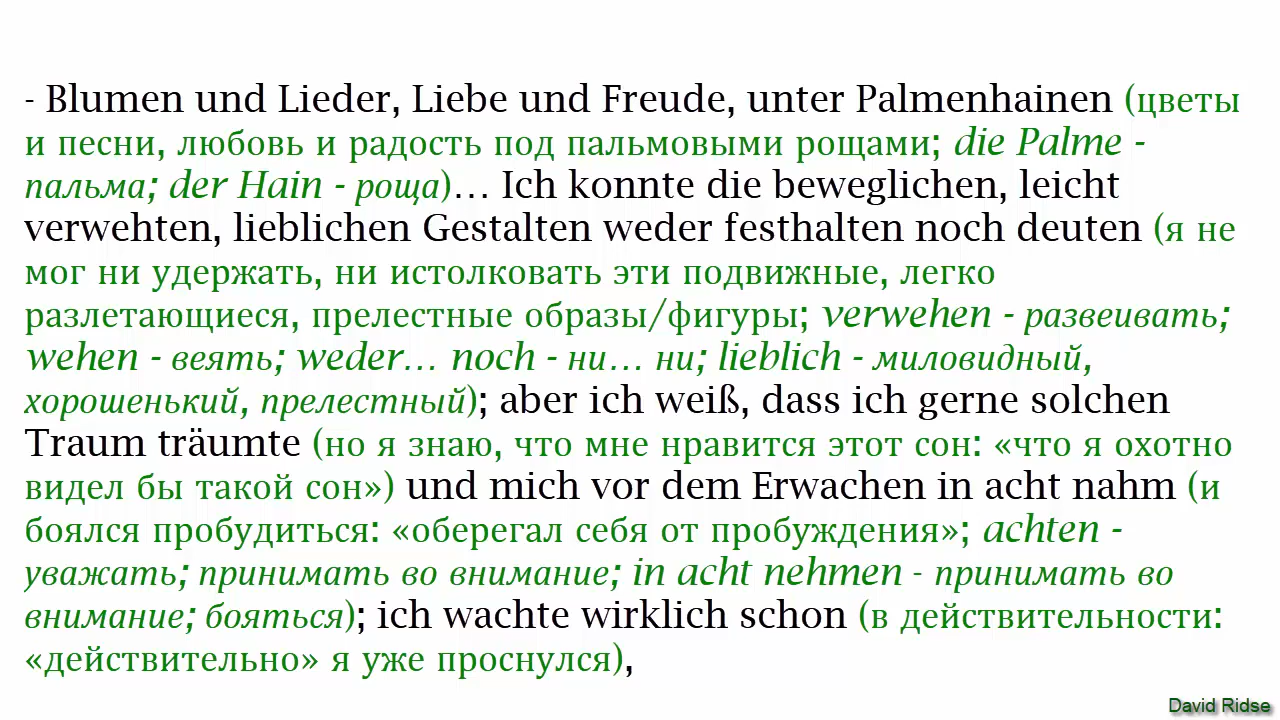 - Blumen und Lieder, Liebe und Freude, unter Palmenhainen (цветы
и песни, любовь и радость под пальмовыми рощами; die Palme -
пальма; der Hain - роща)… Ich konnte die beweglichen, leicht
verwehten, lieblichen Gestalten weder festhalten noch deuten (я не
мог ни удержать, ни истолковать эти подвижные, легко
разлетающиеся, прелестные образы/фигуры; verwehen - развеивать;
wehen - веять; weder… noch - ни… ни; lieblich - миловидный,
хорошенький, прелестный); aber ich weiß, dass ich gerne solchen
Traum träumte (но я знаю, что мне нравится этот сон: «что я охотно
видел бы такой сон») und mich vor dem Erwachen in acht nahm (и
боялся пробудиться: «оберегал себя от пробуждения»; achten -
уважать; принимать во внимание; in acht nehmen - принимать во
внимание; бояться); ich wachte wirklich schon (в действительности:
«действительно» я уже проснулся),
David Ridse